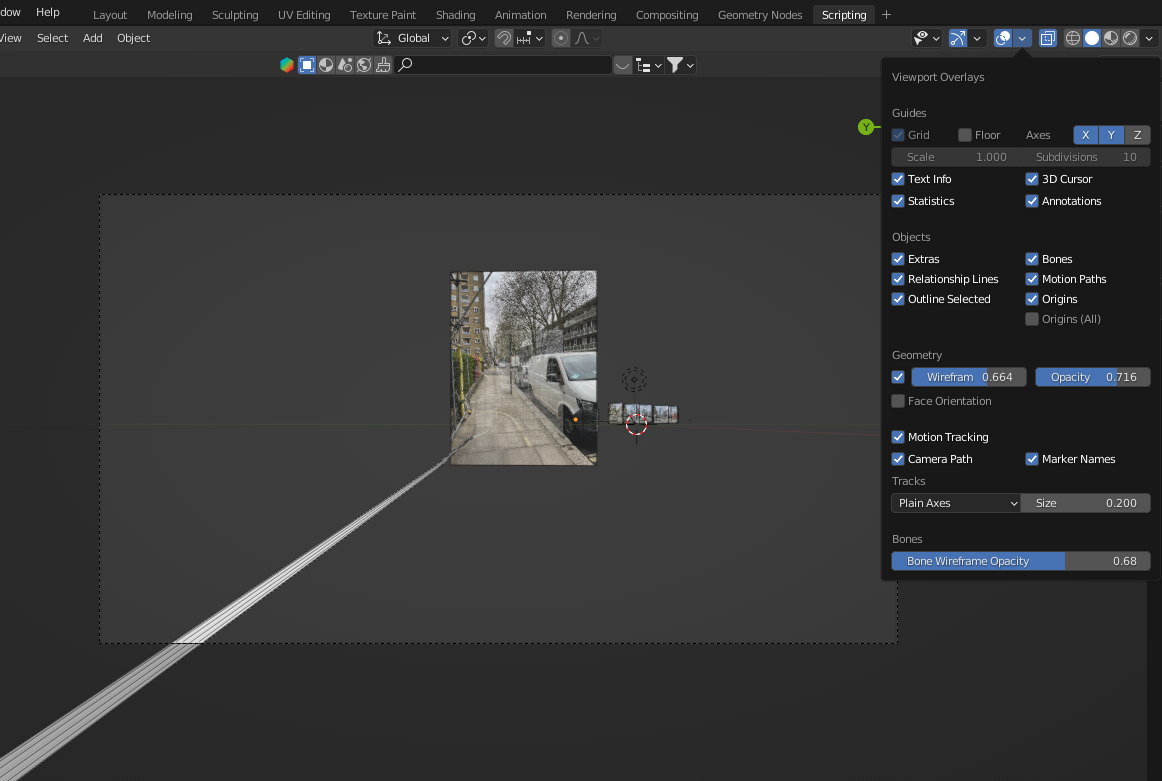 dow Help Layout Modeling Sculpting UV Editing Texture Paint Shading Animation Rendering Compositing Geometry Nodes Scripting +
View Select Add Object Global
Viewport Overlays
Guides
Y
Grid Floor Axes X Y Z
Scale 1.000 Subdivisions 10
Text Info 3D Cursor
Statistics Annotations
Objects
Extras Bones
Relationship Lines Motion Paths
Outline Selected Origins
Origins (All)
Geometry
Wirefram 0.664 Opacity 0.716
Face Orientation
Motion Tracking
Camera Path Marker Names
Tracks
Plain Axes Size 0.200
Bones
Bone Wireframe Opacity 0.68